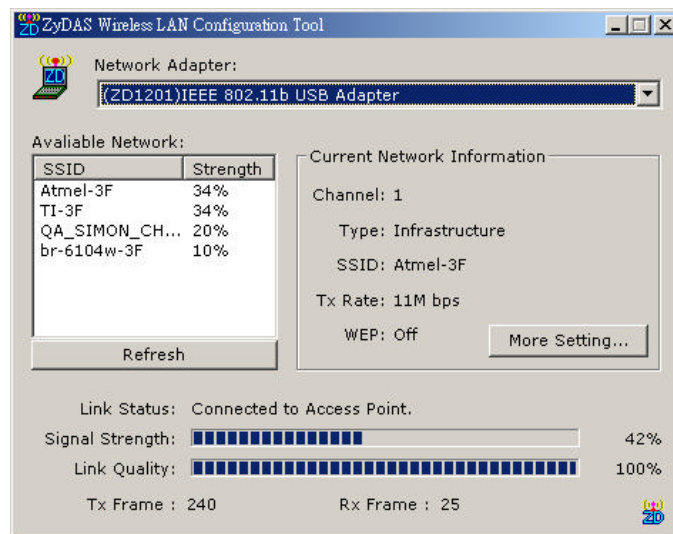 ZyDAS Wireless LAN Configuration Tool
Network Adapter:
(ZD1201)IEEE 802.11b USB Adapter
Avaliable Network:
SSID Strength
Atmel-3F 34%
TI-3F 34%
QA_SIMON_CH... 20%
br-6104w-3F 10%
Refresh
Current Network Information
Channel: 1
Type: Infrastructure
SSID: Atmel-3F
Tx Rate: 11M bps
WEP: Off
More Setting...
Link Status: Connected to Access Point.
Signal Strength: 42%
Link Quality: 100%
Tx Frame : 240 Rx Frame : 25
ZD